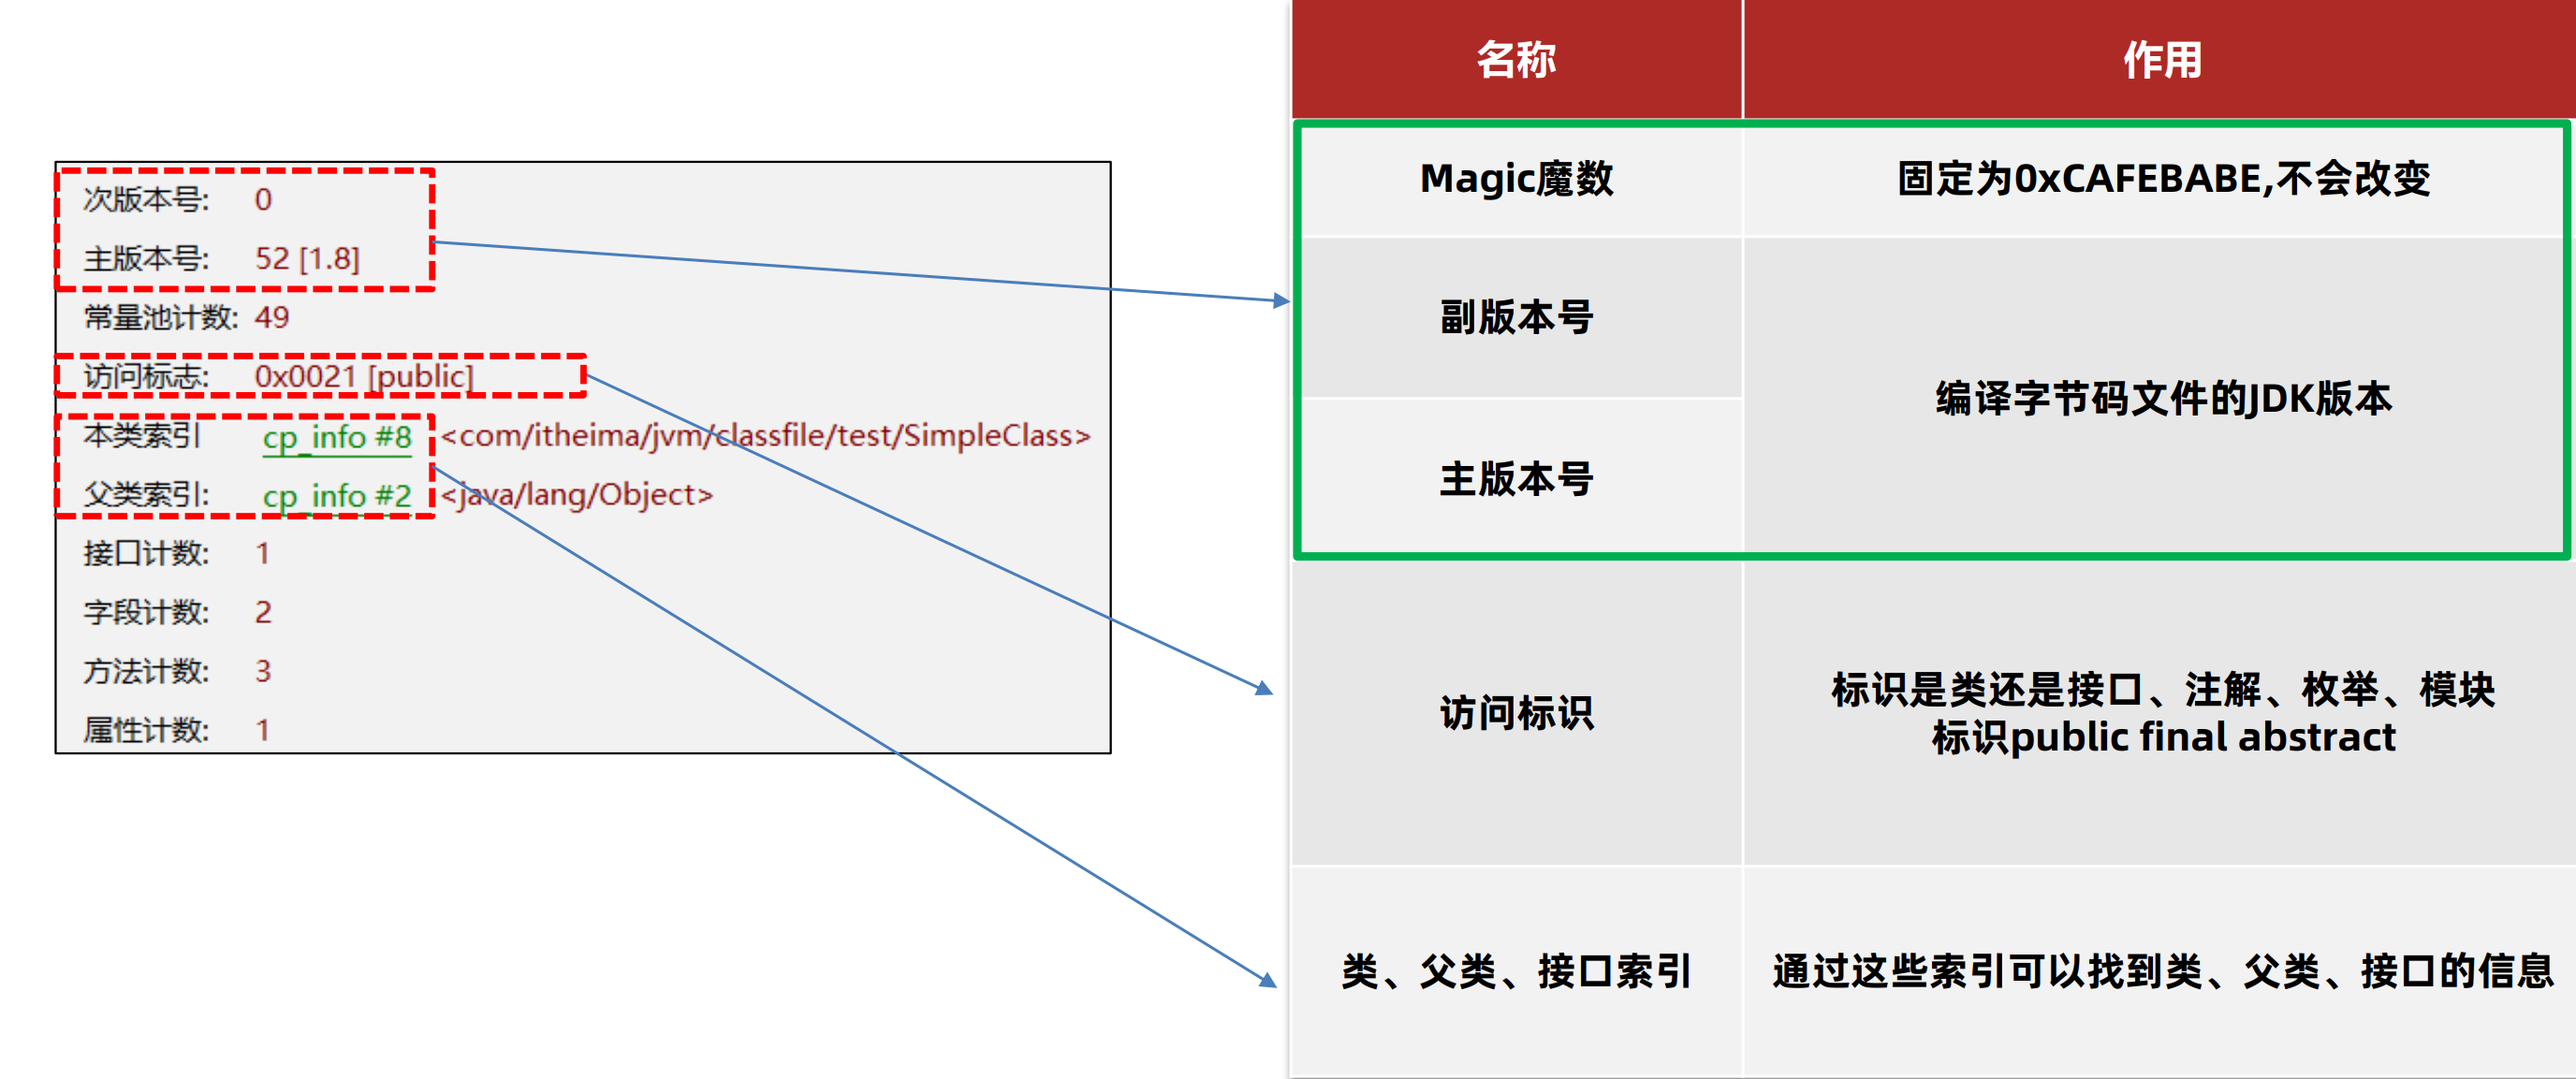 次版本号: 0
主版本号: 52 [1.8]
常量池计数: 49
访问标志: 0x0021 [public]
本类索引 cp_info #8 <com/itheima/jvm/classfile/test/SimpleClass>
父类索引: cp_info #2 <java/lang/Object>
接口计数: 1
字段计数: 2
方法计数: 3
属性计数: 1
名称 作用
Magic魔数 固定为0xCAFEBABE,不会改变
副版本号
编译字节码文件的JDK版本
主版本号
访问标识
标识是类还是接口、注解、枚举、模块
标识public final abstract
类、父类、接口索引 通过这些索引可以找到类、父类、接口的信息